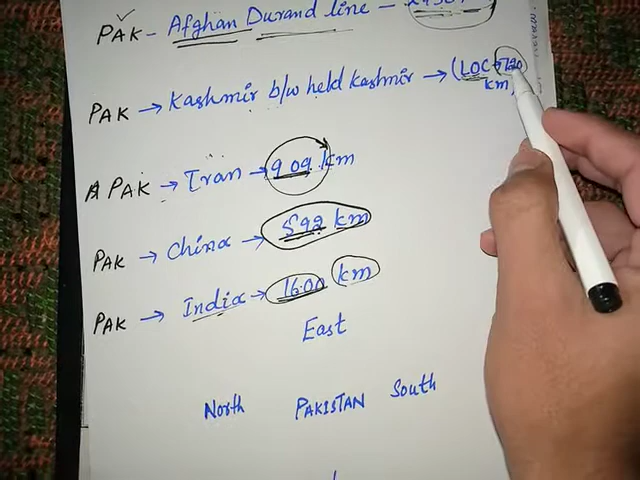 PAK - Afghan Durand line -
PAK → Kashmir b/w held Kashmir → (LOC → 720 km)
PAK → Iran → 909 km
PAK → China → 592 km
PAK → India → 1600 km
East
North PAKISTAN South